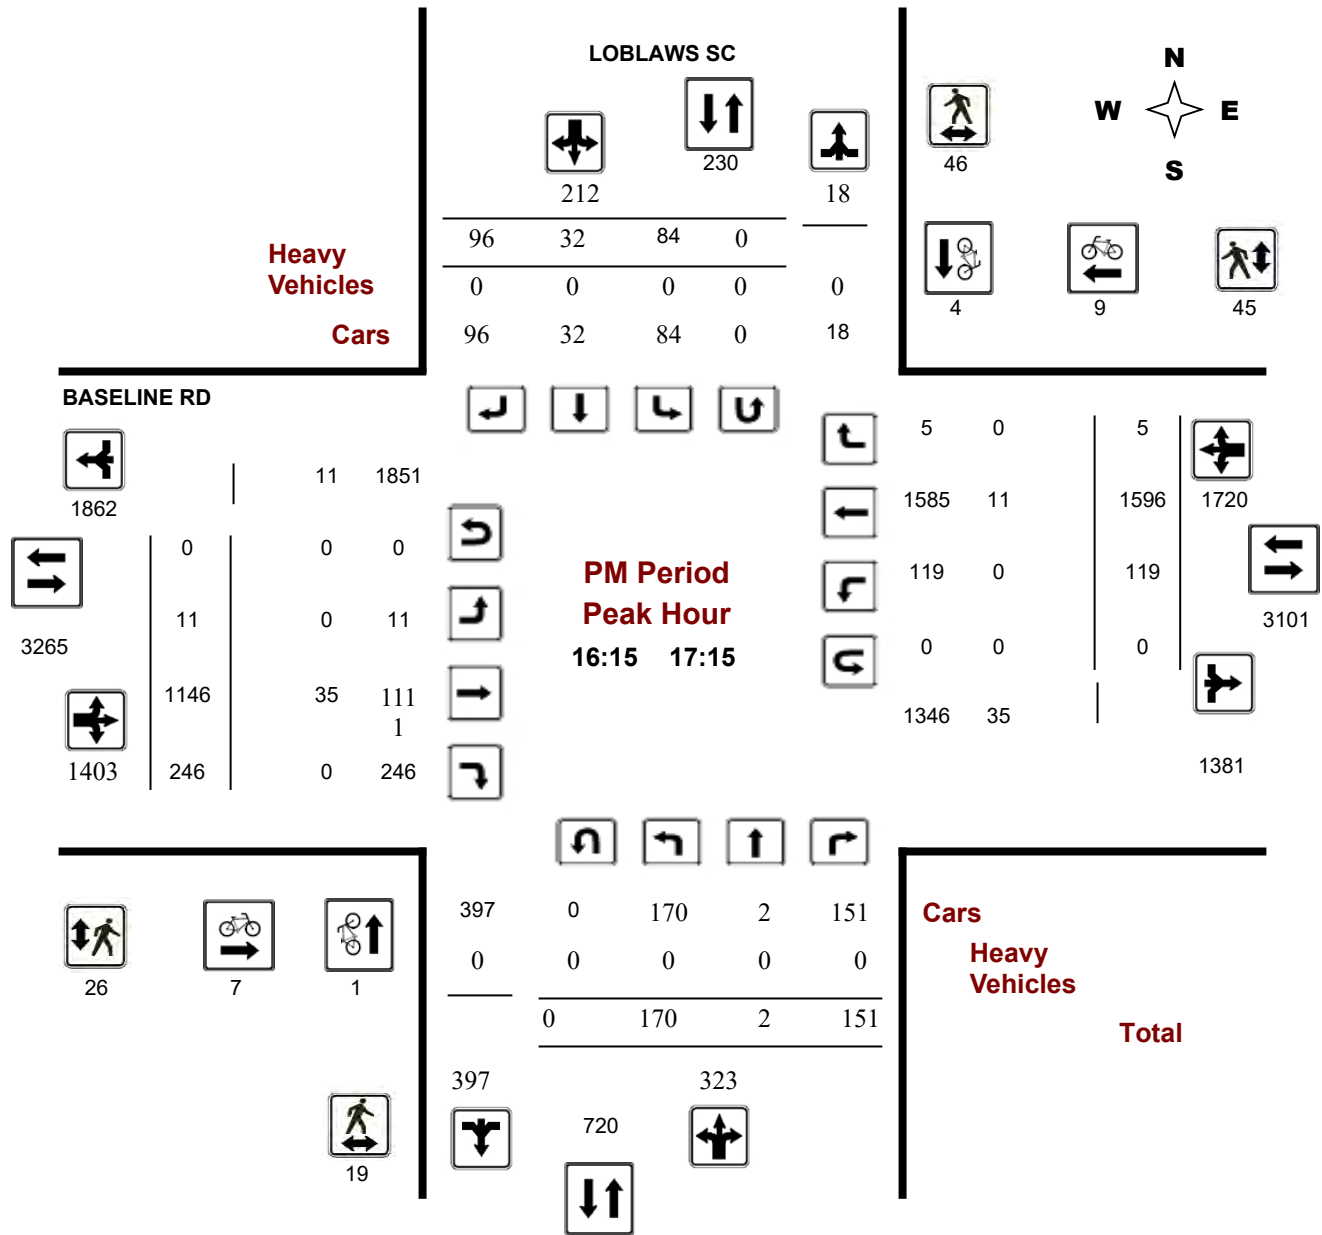 LOBLAWS SC
N
W E
S
230
46
212
18
96 32 84 0
Heavy
Vehicles
0 0 0 0 0
4 9 45
Cars
96 32 84 0 18
BASELINE RD
5 0 5
11 1851
1862
1585 11 1596 1720
0 0 0
PM Period
119 0 119
Peak Hour
11 0 11
3101
3265
16:15 17:15
0 0 0
1146 35 111
1
1346 35
1403 246 0 246
1381
397 0 170 2 151
Cars
0 0 0 0 0
Heavy
Vehicles
26 7 1
0 170 2 151
Total
397 323
720
19